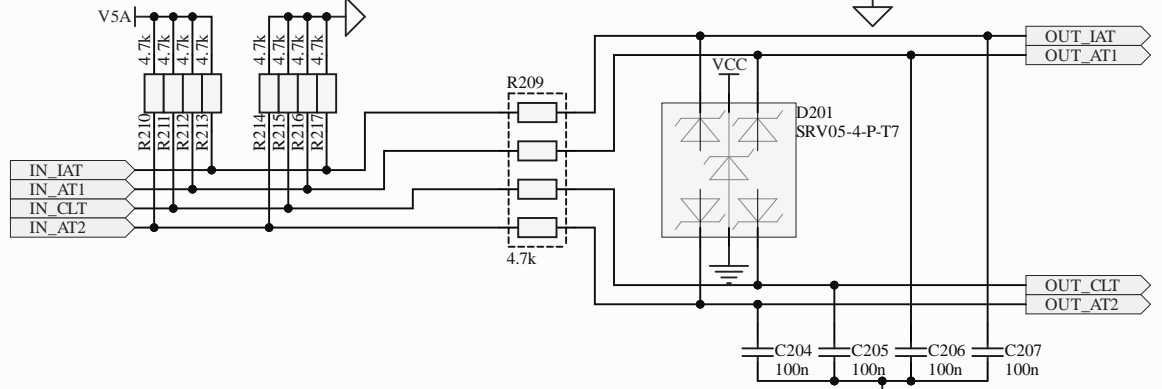 V5A
4.7k
4.7k
4.7k
4.7k
4.7k
4.7k
4.7k
4.7k
R210
R211
R212
R213
R214
R215
R216
R217
IN_IAT
IN_AT1
IN_CLT
IN_AT2
R209
4.7k
VCC
D201
SRV05-4-P-T7
OUT_IAT
OUT_AT1
OUT_CLT
OUT_AT2
C204
100n
C205
100n
C206
100n
C207
100n